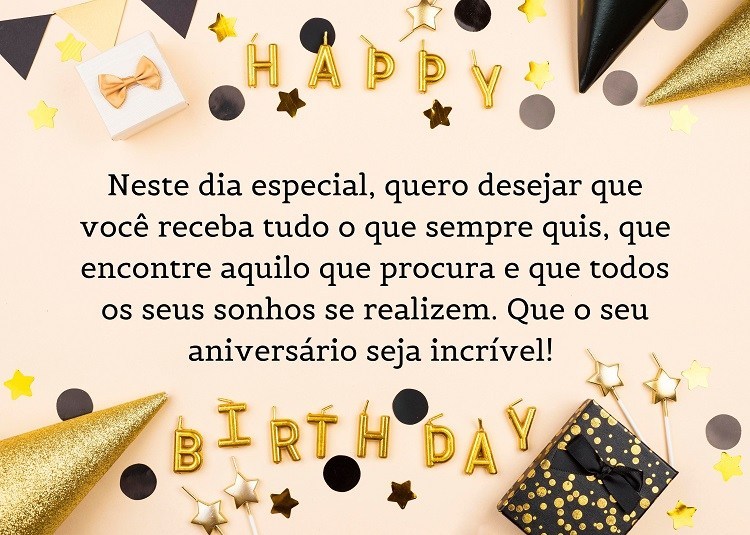 HAPPY
Neste dia especial, quero desejar que
você receba tudo o que sempre quis, que
encontre aquilo que procura e que todos
os seus sonhos se realizem. Que o seu
aniversário seja incrível!
BIRTHDAY